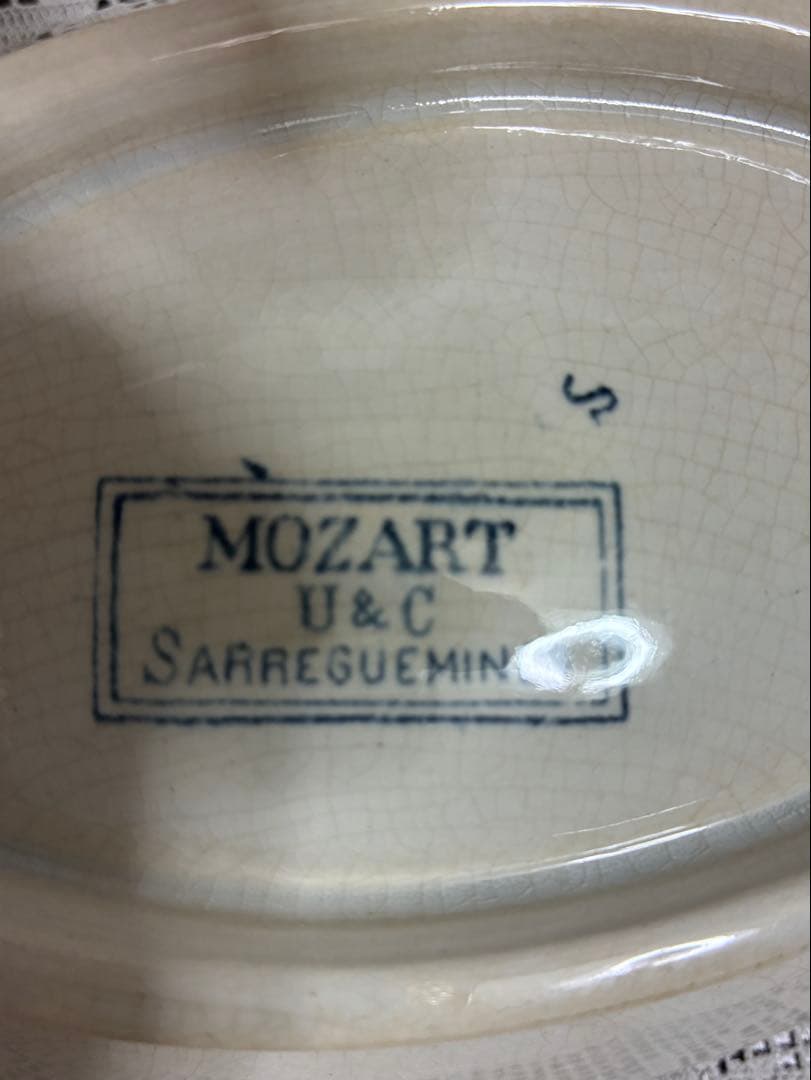 S
MOZART
U & C
SARREGUEMIN